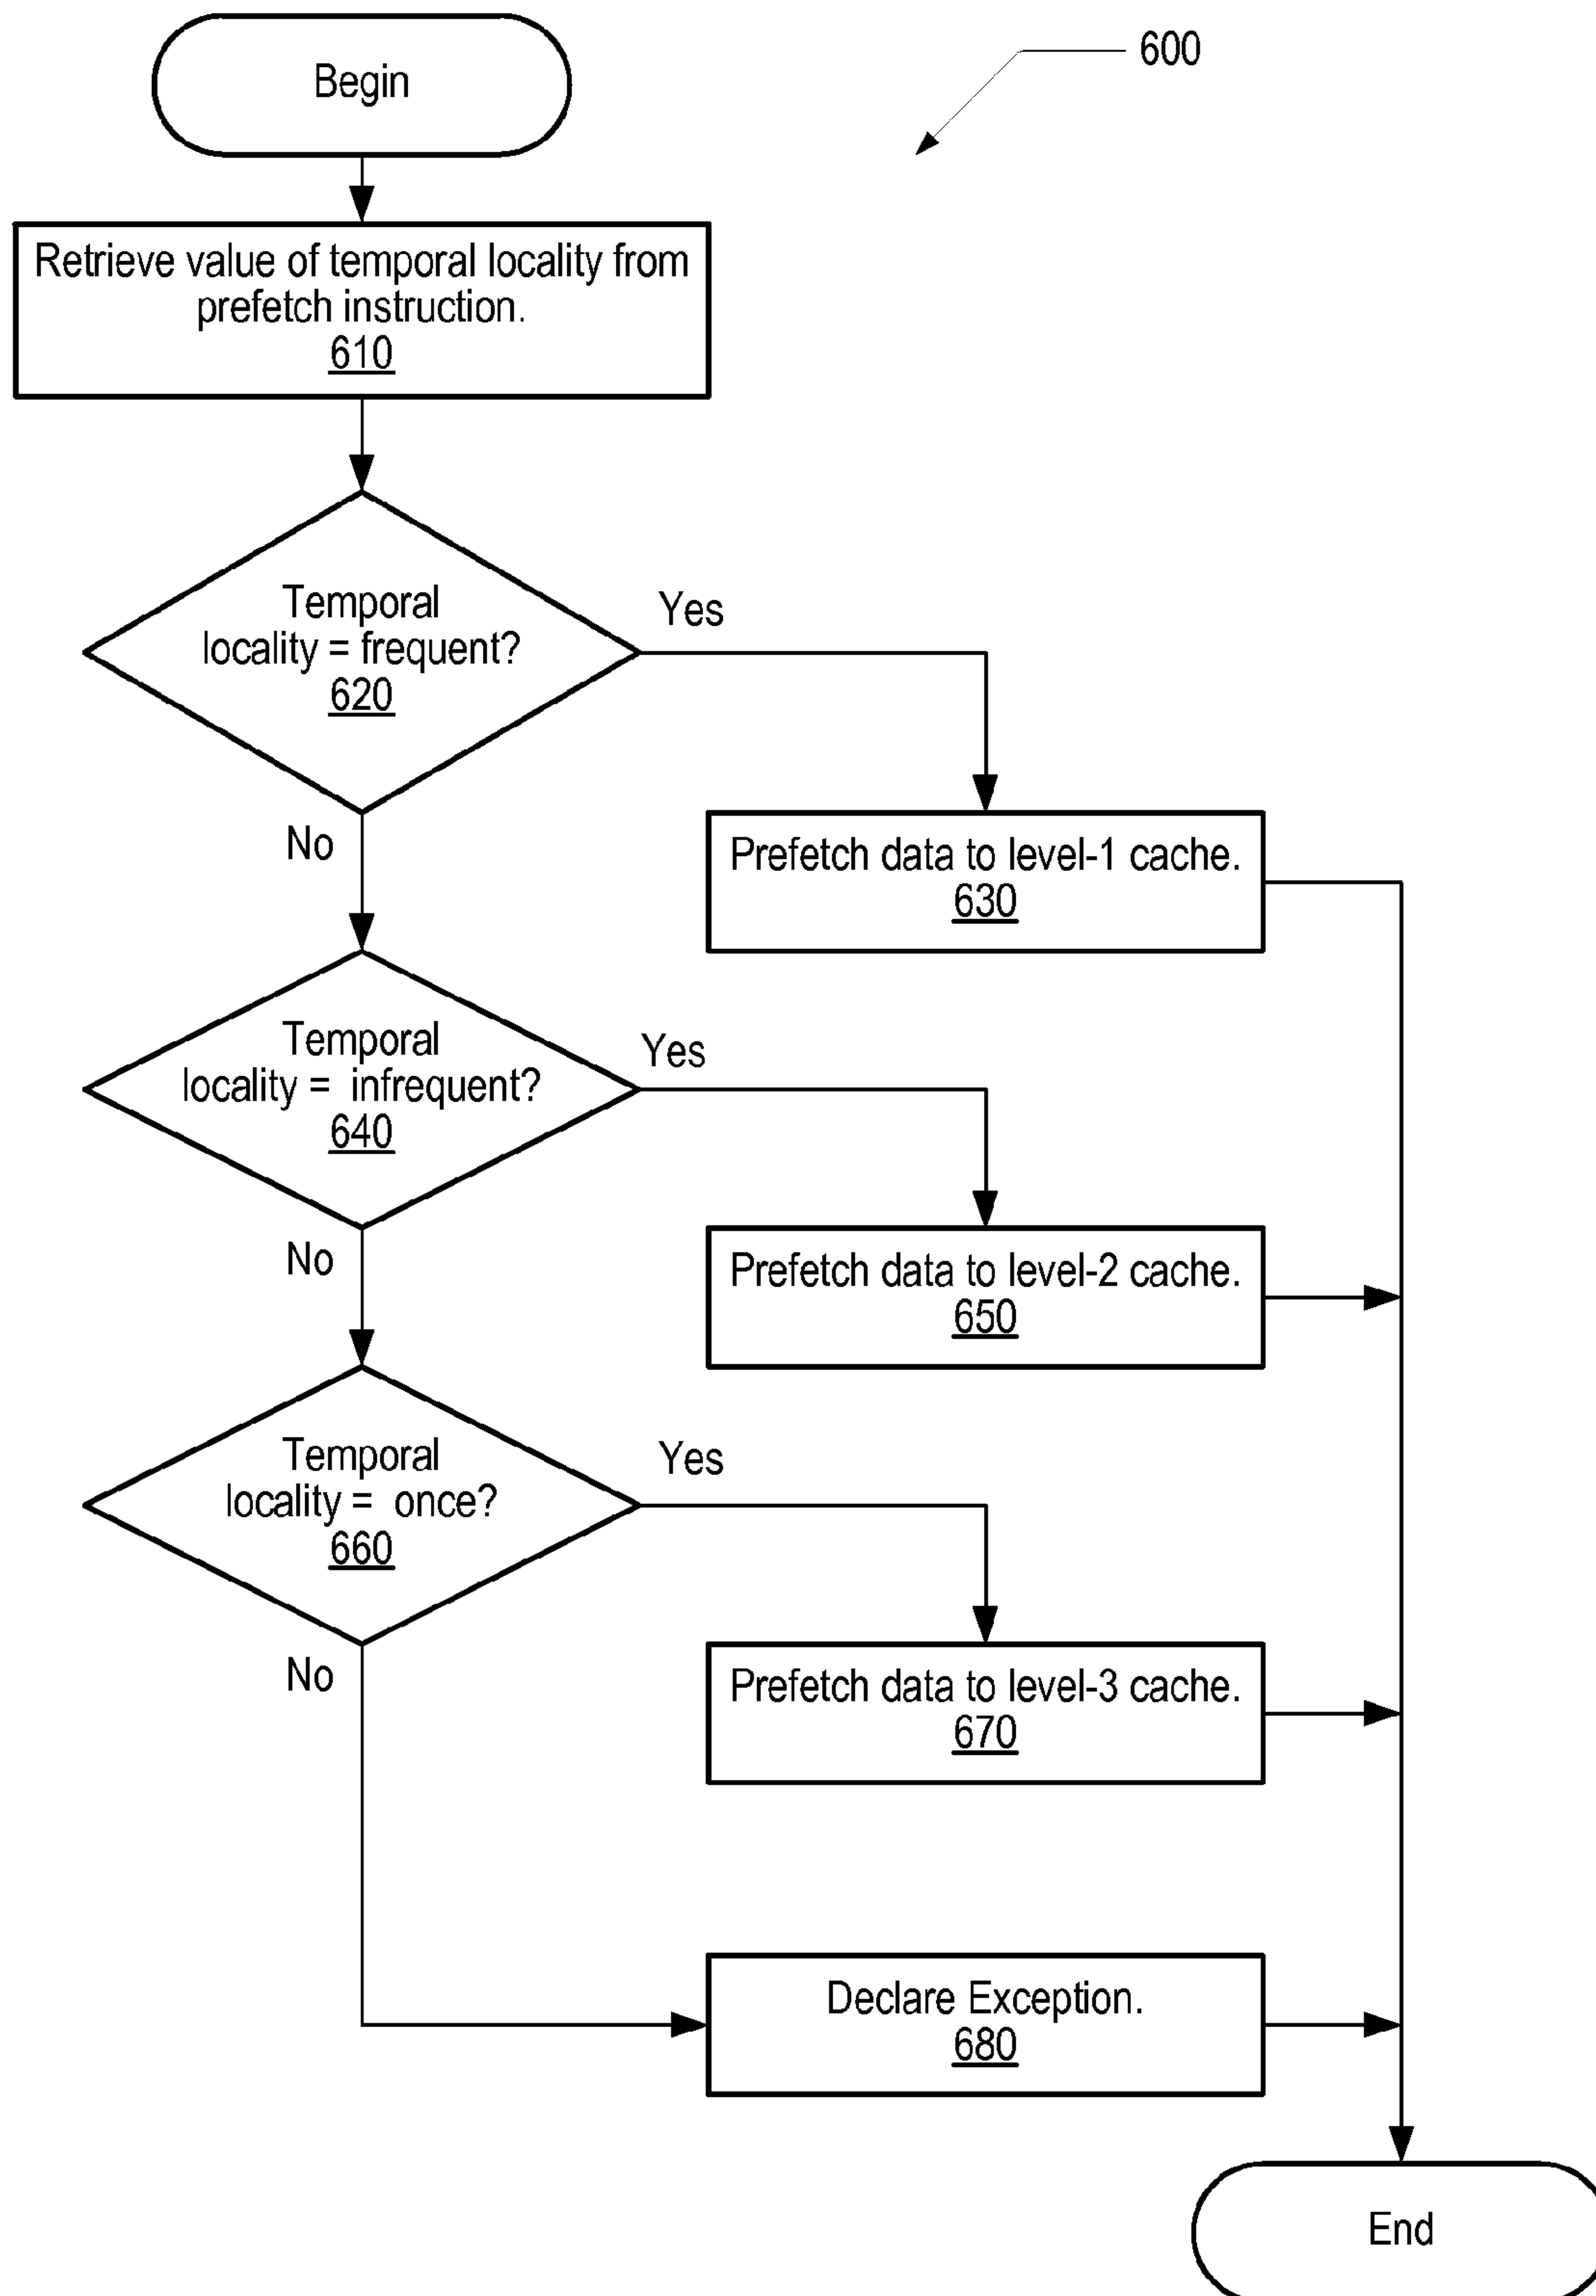 Begin
600
Retrieve value of temporal locality from
prefetch instruction.
610
Temporal
locality = frequent?
620
Yes
No
Prefetch data to level-1 cache.
630
Temporal
locality =  infrequent?
640
Yes
No
Prefetch data to level-2 cache.
650
Temporal
locality =  once?
660
Yes
No
Prefetch data to level-3 cache.
670
Declare Exception.
680
End